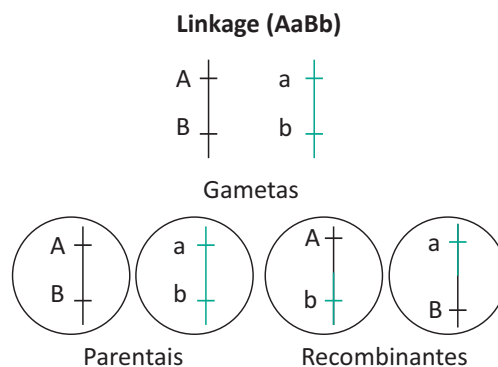 Linkage (AaBb)
A a
B b
Gametas
A a A a
B b b B
Parentais Recombinantes